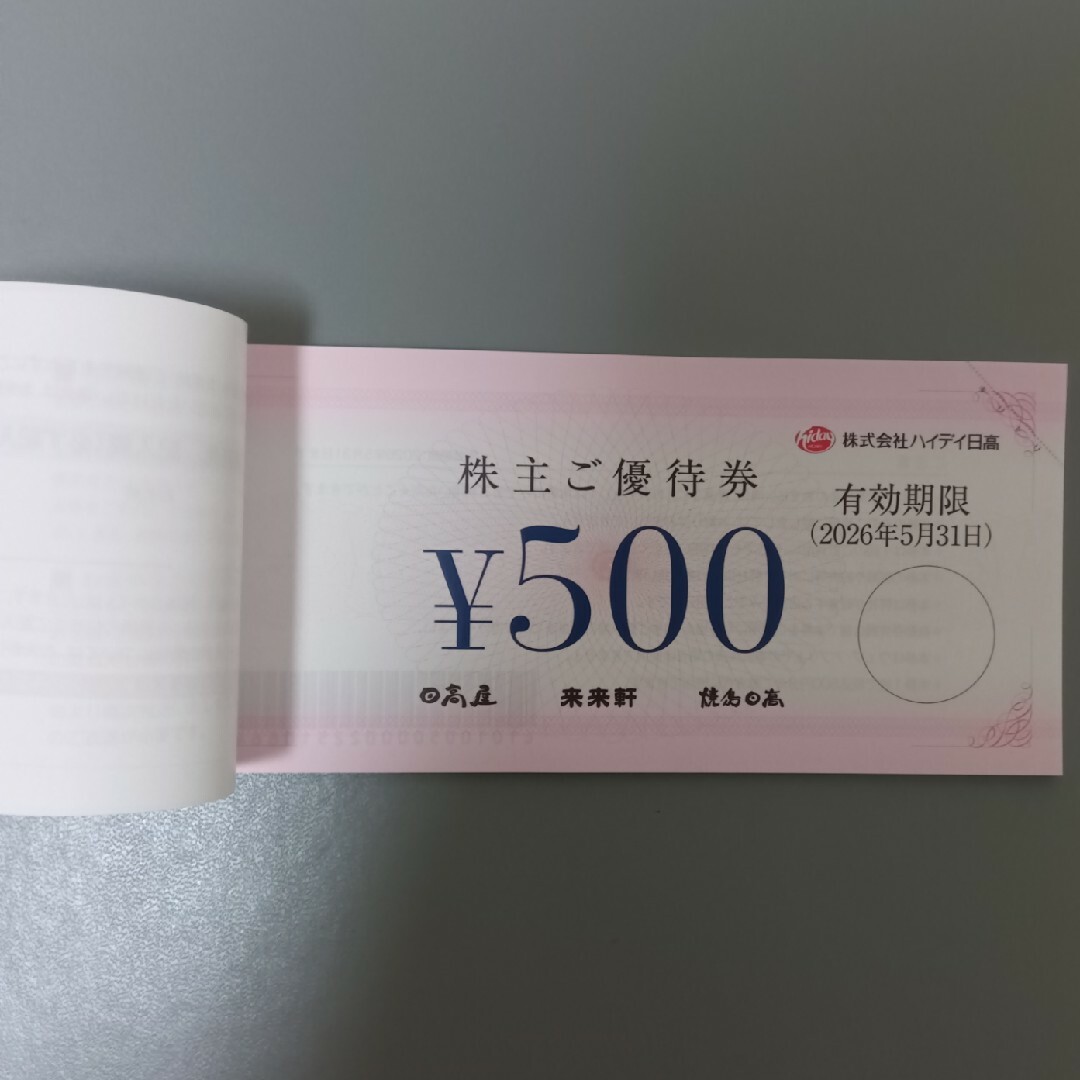 hiday 株式会社ハイデイ日高
株主ご優待券
有効期限
(2026年5月31日)
¥500
日高屋 来来軒 焼鳥日高